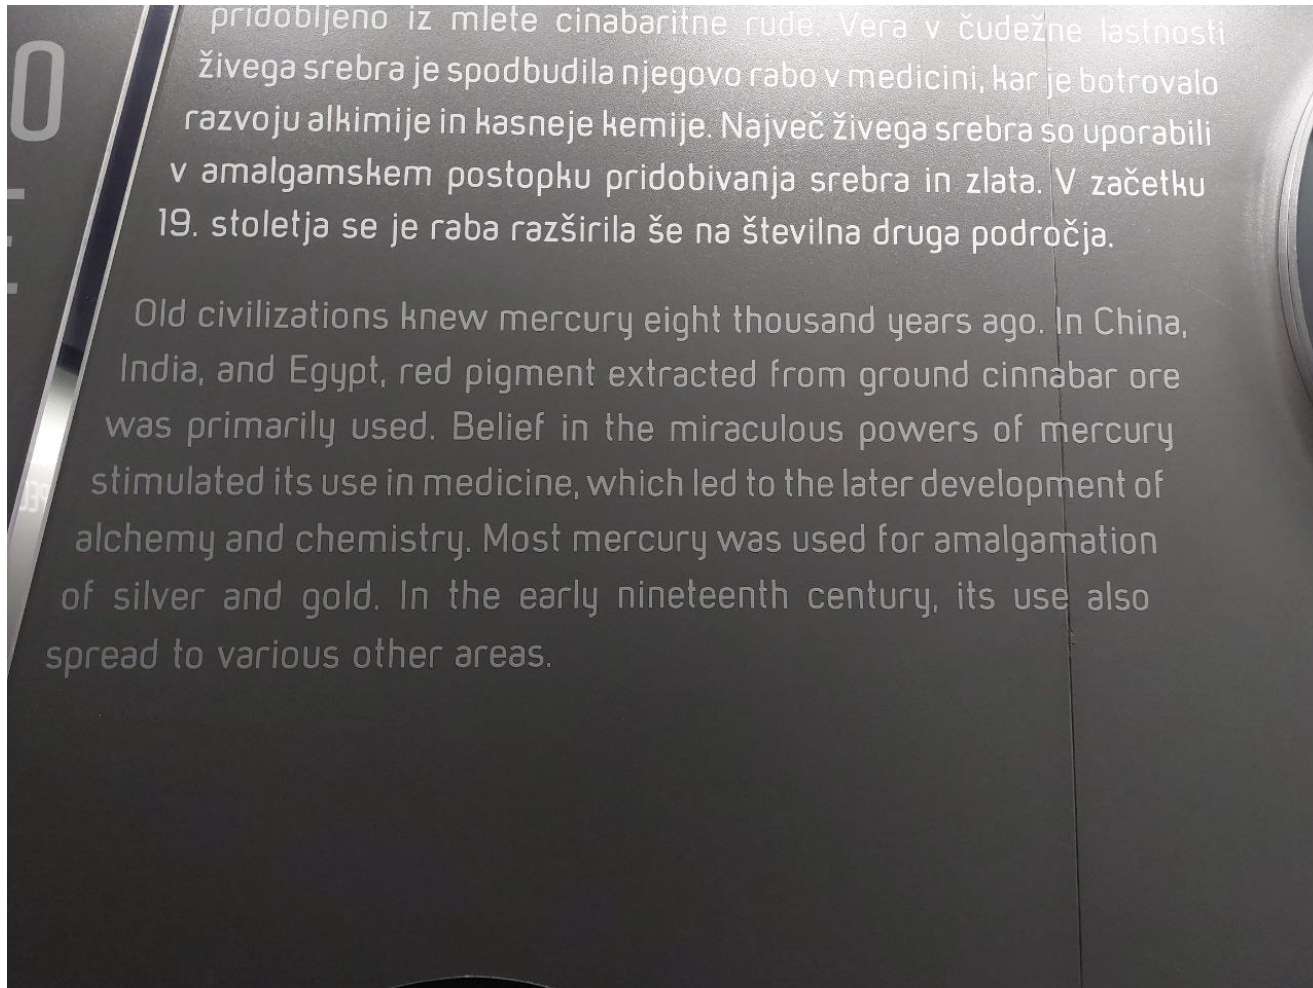 pridobljeno iz mlete cinabaritne rude. Vera v čudežne lastnosti
živega srebra je spodbudila njegovo rabo v medicini, kar je botrovalo
razvoju alkimije in kasneje kemije. Največ živega srebra so uporabili
v amalgamskem postopku pridobivanja srebra in zlata. V začetku
19. stoletja se je raba razširila še na številna druga področja.
Old civilizations knew mercury eight thousand years ago. In China,
India, and Egypt, red pigment extracted from ground cinnabar ore
was primarily used. Belief in the miraculous powers of mercury
stimulated its use in medicine, which led to the later development of
alchemy and chemistry. Most mercury was used for amalgamation
of silver and gold. In the early nineteenth century, its use also
spread to various other areas.